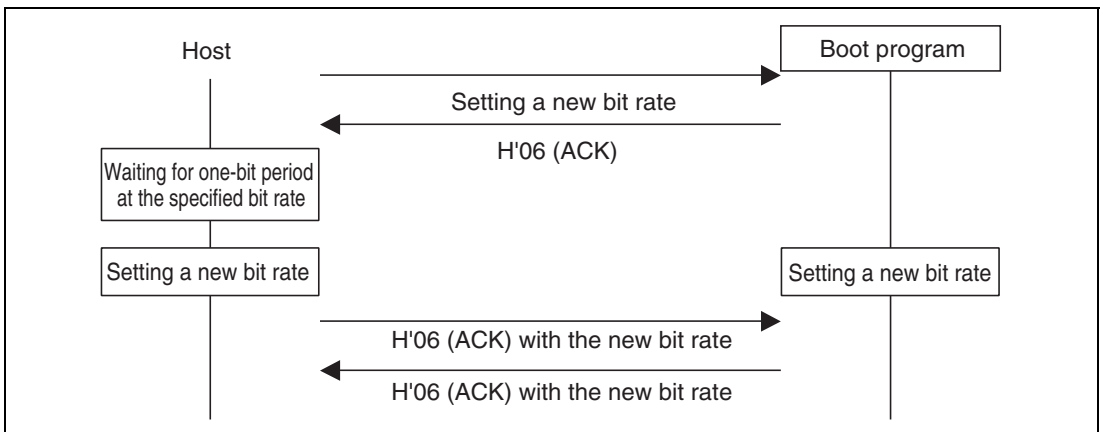 Host
Boot program
Setting a new bit rate
H'06 (ACK)
Waiting for one-bit period
at the specified bit rate
Setting a new bit rate
Setting a new bit rate
H'06 (ACK) with the new bit rate
H'06 (ACK) with the new bit rate